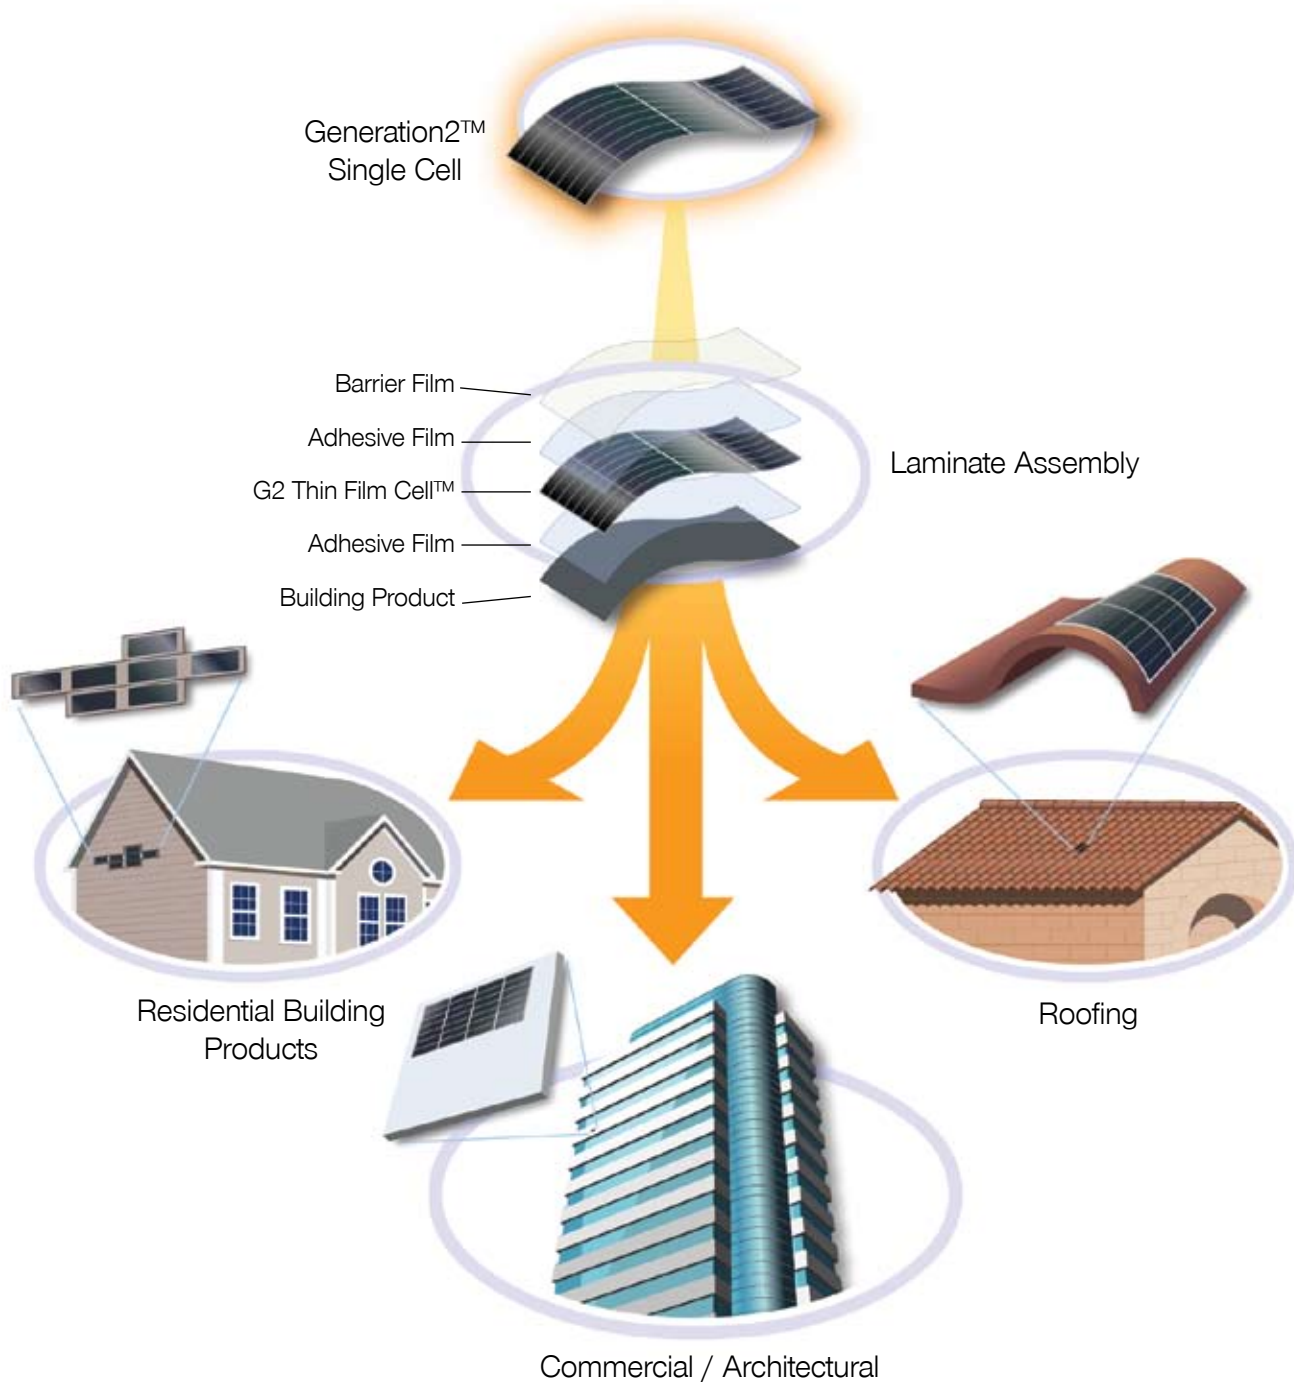 Generation2™
Single Cell
Barrier Film
Adhesive Film
G2 Thin Film Cell™
Adhesive Film
Building Product
Laminate Assembly
Residential Building
Products
Roofing
Commercial / Architectural